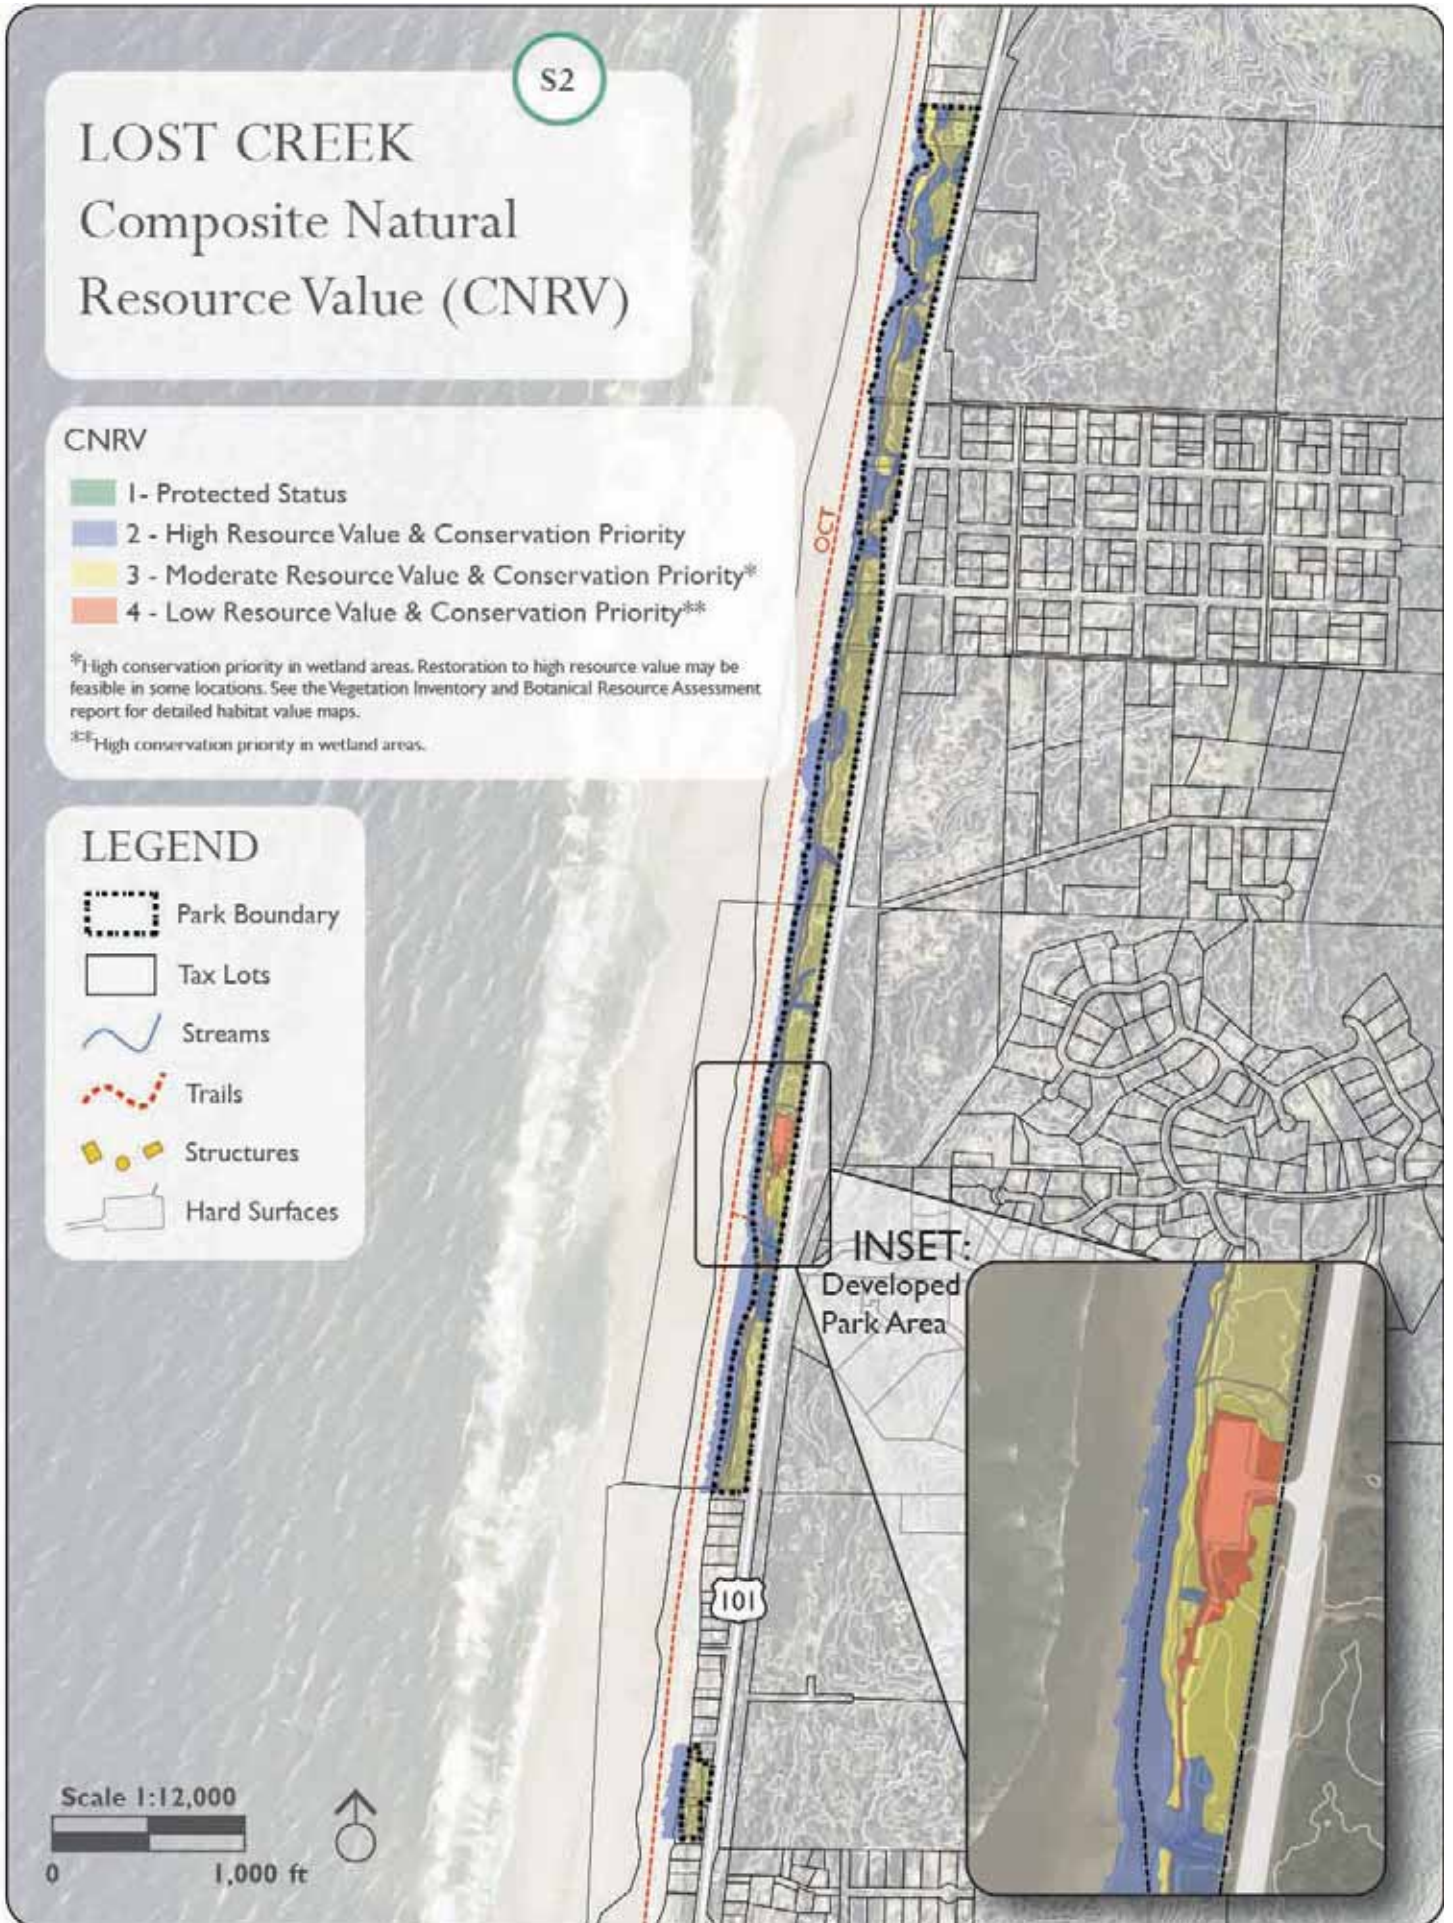 S2
LOST CREEK
Composite Natural
Resource Value (CNRV)
CNRV
1- Protected Status
2 - High Resource Value & Conservation Priority
3 - Moderate Resource Value & Conservation Priority*
4 - Low Resource Value & Conservation Priority**
*High conservation priority in wetland areas. Restoration to high resource value may be
feasible in some locations. See the Vegetation Inventory and Botanical Resource Assessment
report for detailed habitat value maps.
**High conservation priority in wetland areas.
OCT
LEGEND
Park Boundary
Tax Lots
Streams
Trails
Structures
Hard Surfaces
INSET:
Developed
Park Area
101
Scale 1:12,000
0 1,000 ft